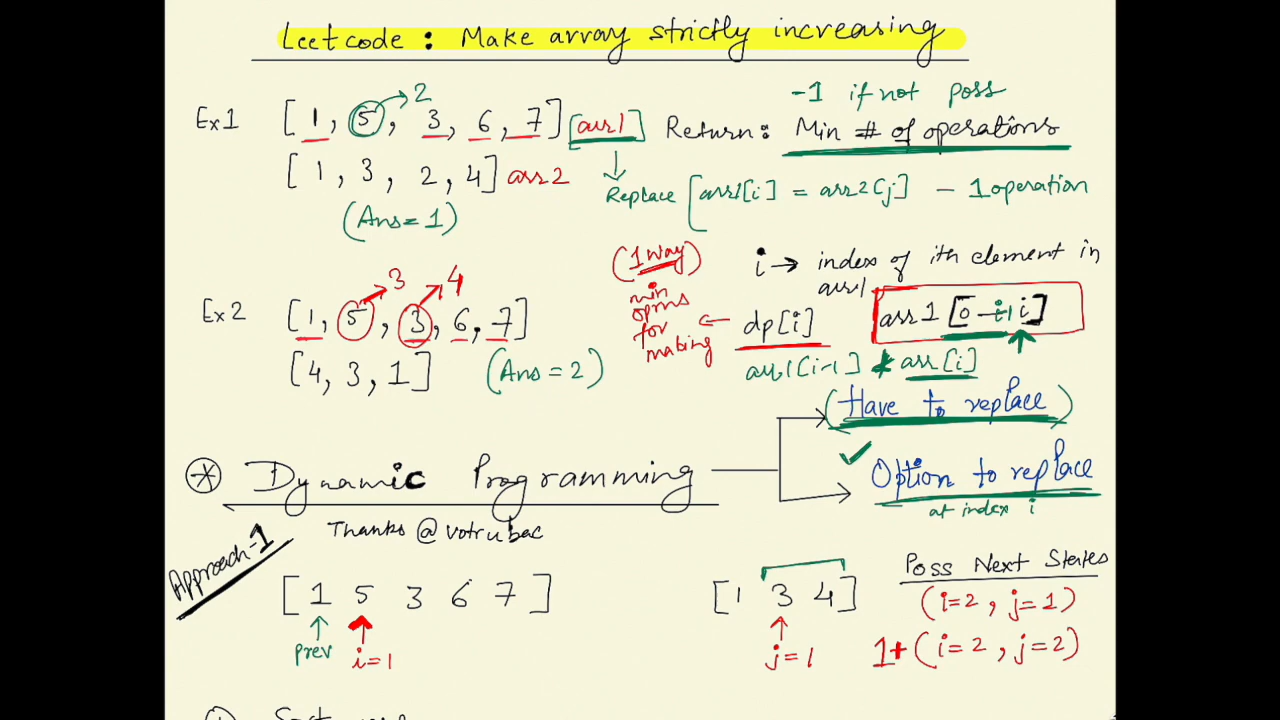 Leetcode : Make array strictly increasing
-1 if not poss
Ex1 [1, 5, 3, 6, 7] [arr1] Return: Min # of operations
2
[1, 3, 2, 4] arr2
Replace [arr1[i] = arr2[j] - 1 operation
(Ans = 1)
(1 way)
i → index of ith element in arr1
Ex2 [1, 5, 3, 6, 7]
3 4
[4, 3, 1] (Ans = 2)
min oprns for making ← dp[i]
arr1[i-1] < arr[i]
(Have to replace)
* Dynamic Programming
Option to replace
at index i
Thanks @votrubac
Approach-1
[1 5 3 6 7] [1 3 4]
prev i=1 j=1
Poss Next States
(i=2, j=1)
1+ (i=2, j=2)